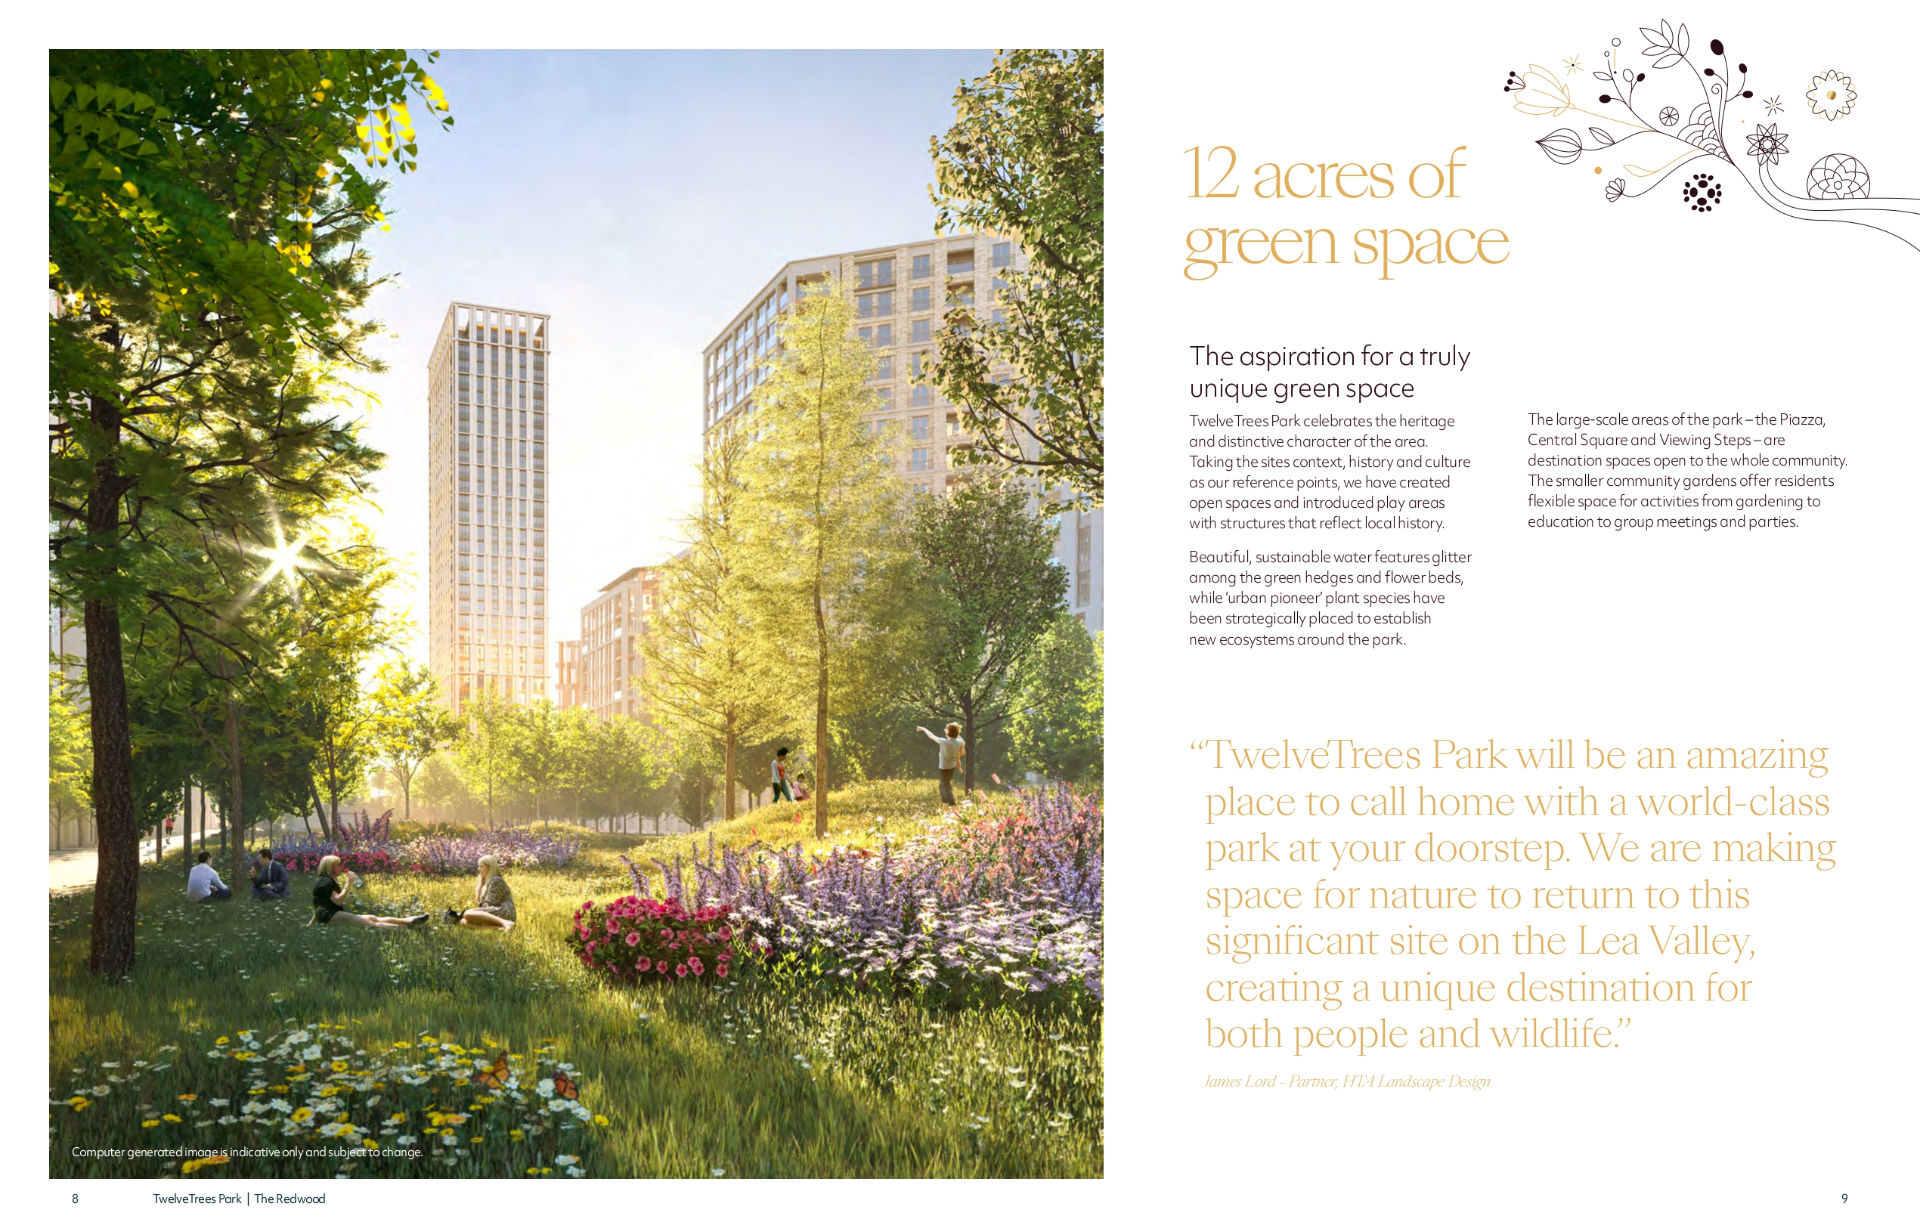 Computer generated image is indicative only and subject to change.
8
TwelveTrees Park | The Redwood
12 acres of
green space
The aspiration for a truly
unique green space
TwelveTrees Park celebrates the heritage
and distinctive character of the area.
Taking the sites context, history and culture
as our reference points, we have created
open spaces and introduced play areas
with structures that reflect local history.
Beautiful, sustainable water features glitter
among the green hedges and flower beds,
while ‘urban pioneer’ plant species have
been strategically placed to establish
new ecosystems around the park.
The large-scale areas of the park – the Piazza,
Central Square and Viewing Steps – are
destination spaces open to the whole community.
The smaller community gardens offer residents
flexible space for activities from gardening to
education to group meetings and parties.
“TwelveTrees Park will be an amazing
place to call home with a world-class
park at your doorstep. We are making
space for nature to return to this
significant site on the Lea Valley,
creating a unique destination for
both people and wildlife.”
James Lord - Partner, HTA Landscape Design
9